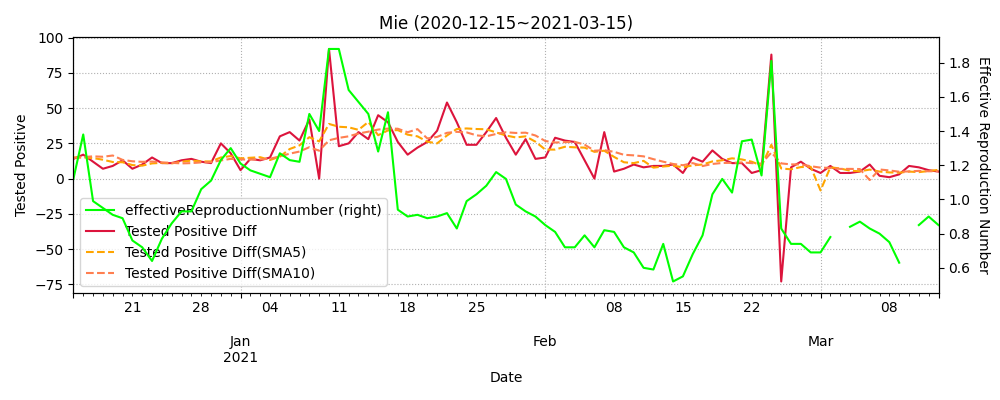 Mie (2020-12-15~2021-03-15)
Tested Positive
100
75
50
25
0
−25
−50
−75
effectiveReproductionNumber (right)
Tested Positive Diff
Tested Positive Diff(SMA5)
Tested Positive Diff(SMA10)
1.8
1.6
1.4
1.2
1.0
0.8
0.6
Effective Reproduction Number
21 28 04 11 18 25 08 15 22 08
Jan Feb Mar
2021
Date